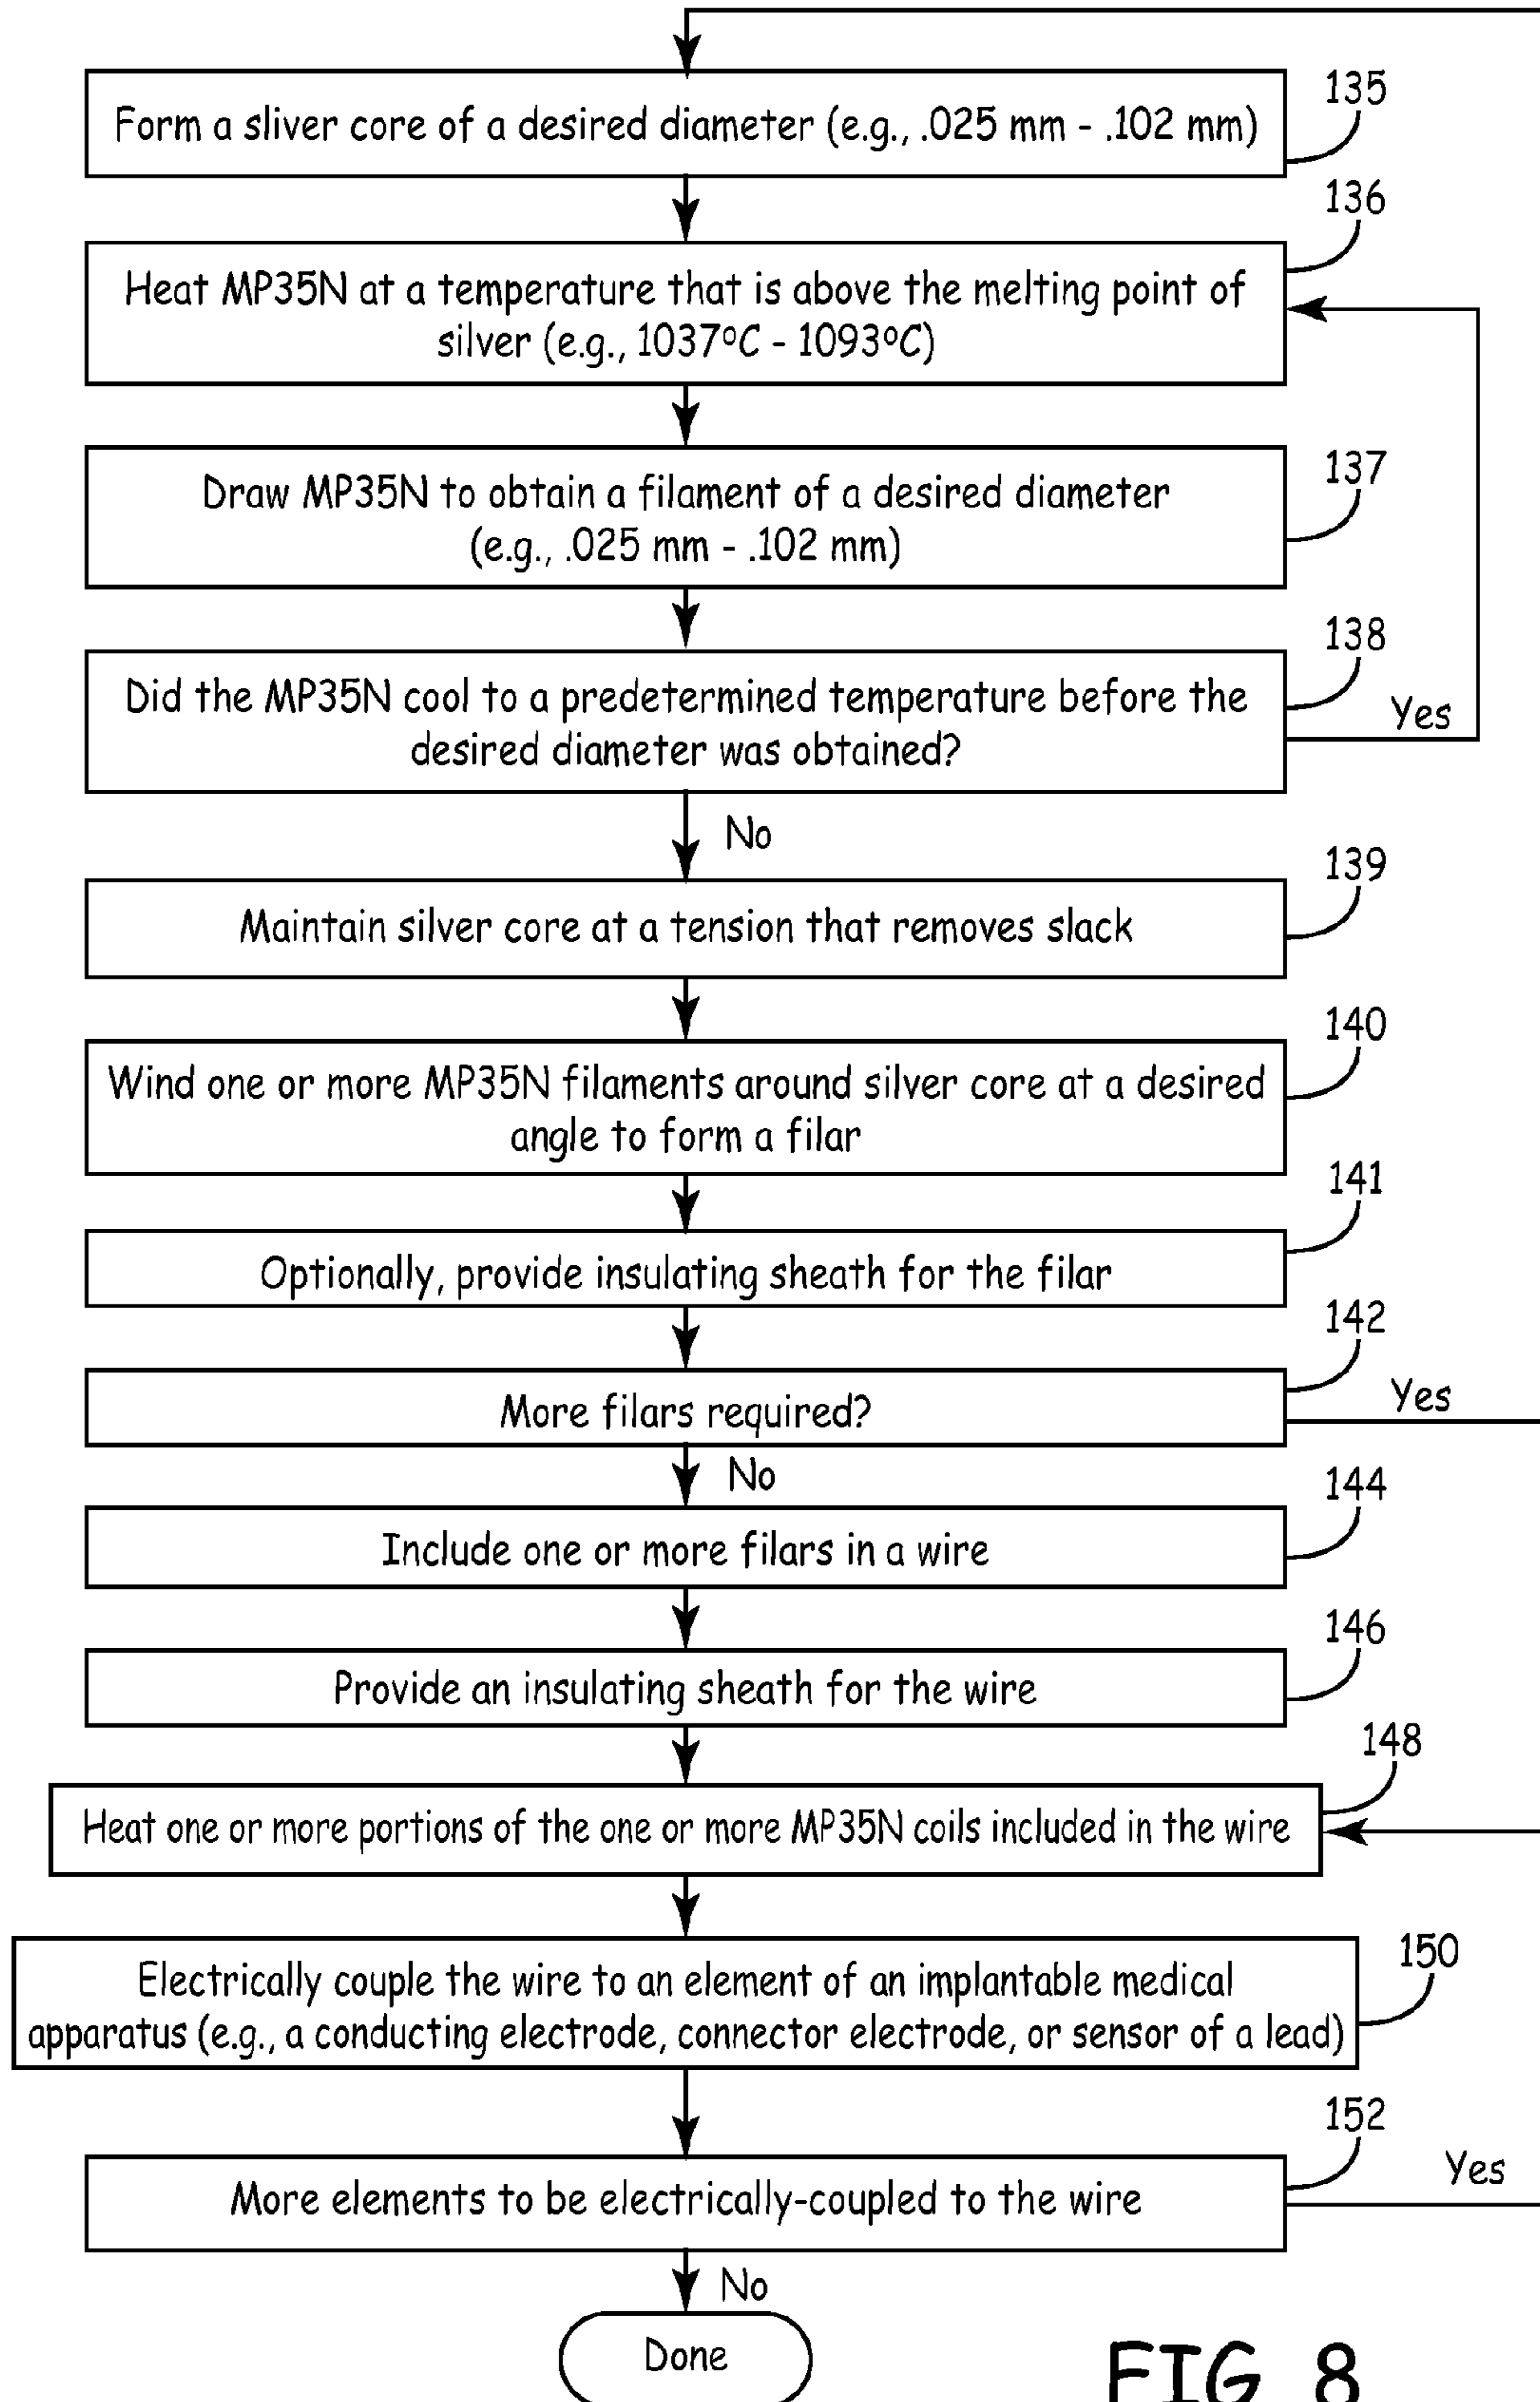 135
Form a sliver core of a desired diameter (e.g., .025 mm - .102 mm)
136
Heat MP35N at a temperature that is above the melting point of
silver (e.g., 1037ºC - 1093ºC)
137
Draw MP35N to obtain a filament of a desired diameter
(e.g., .025 mm - .102 mm)
138
Did the MP35N cool to a predetermined temperature before the
desired diameter was obtained?
Yes
No
139
Maintain silver core at a tension that removes slack
140
Wind one or more MP35N filaments around silver core at a desired
angle to form a filar
141
Optionally, provide insulating sheath for the filar
142
More filars required?
Yes
No
144
Include one or more filars in a wire
146
Provide an insulating sheath for the wire
148
Heat one or more portions of the one or more MP35N coils included in the wire
150
Electrically couple the wire to an element of an implantable medical
apparatus (e.g., a conducting electrode, connector electrode, or sensor of a lead)
152
More elements to be electrically-coupled to the wire
Yes
No
Done
FIG 8